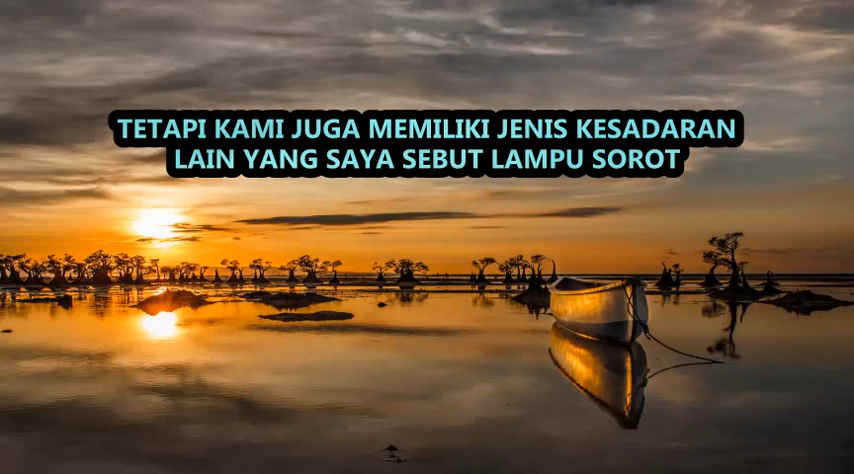 TETAPI KAMI JUGA MEMILIKI JENIS KESADARAN
LAIN YANG SAYA SEBUT LAMPU SOROT